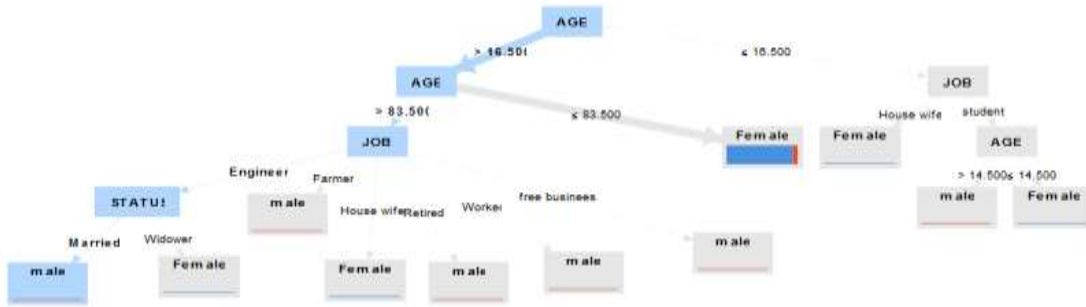 AGE
> 16.50(
≤ 16.500
AGE
JOB
> 83.50(
≤ 83.500
House wife
student
JOB
Female
Female
AGE
Engineer
Farmer
House wife
Retired
Worker
free businees
> 14.500
≤ 14.500
STATU!
male
male
Female
Married
Widower
male
Female
Female
male
male
male